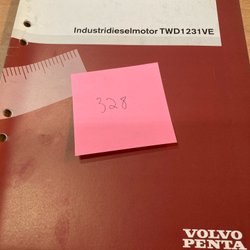 Industridieselmotor TWD1231VE
328
VOLVO
PENTA